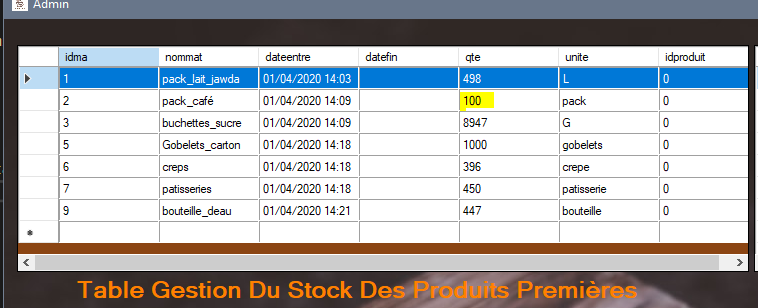 Admin
idma nommat dateentre datefin qte unite idproduit
1 pack_lait_jawda 01/04/2020 14:03 498 L 0
2 pack_café 01/04/2020 14:09 100 pack 0
3 buchettes_sucre 01/04/2020 14:09 8947 G 0
5 Gobelets_carton 01/04/2020 14:18 1000 gobelets 0
6 creps 01/04/2020 14:18 396 crepe 0
7 patisseries 01/04/2020 14:18 450 patisserie 0
9 bouteille_deau 01/04/2020 14:21 447 bouteille 0
Table Gestion Du Stock Des Produits Premières